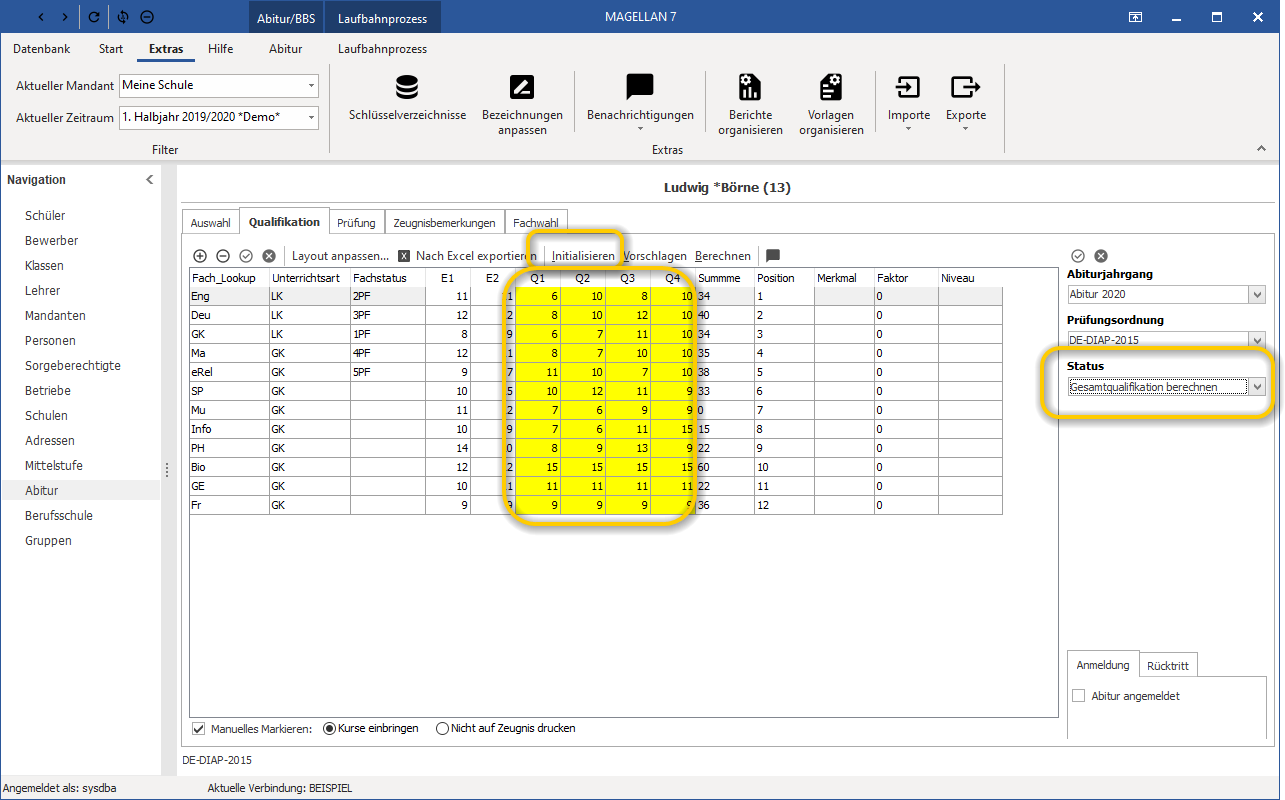 Abitur/BBS Laufbahnprozess MAGELLAN 7
Datenbank Start Extras Hilfe Abitur Laufbahnprozess
Aktueller Mandant Meine Schule
Aktueller Zeitraum 1. Halbjahr 2019/2020 *Demo*
Filter
Schlüsselverzeichnisse
Bezeichnungen anpassen
Benachrichtigungen
Berichte organisieren
Vorlagen organisieren
Importe
Exporte
Extras
Navigation
Schüler
Bewerber
Klassen
Lehrer
Mandanten
Personen
Sorgeberechtigte
Betriebe
Schulen
Adressen
Mittelstufe
Abitur
Berufsschule
Gruppen
Ludwig *Börne (13)
Auswahl Qualifikation Prüfung Zeugnisbemerkungen Fachwahl
Layout anpassen... X Nach Excel exportieren Initialisieren Vorschlagen Berechnen
Fach_Lookup Unterrichtsart Fachstatus E1 E2 Q1 Q2 Q3 Q4 Summme Position Merkmal Faktor Niveau
Eng LK 2PF 11 1 6 10 8 10 34 1 0
Deu LK 3PF 12 2 8 10 12 10 40 2 0
GK LK 1PF 8 9 6 7 11 10 34 3 0
Ma GK 4PF 12 1 8 7 10 10 35 4 0
eRel GK 5PF 9 7 11 10 7 10 38 5 0
SP GK 10 5 10 12 11 9 33 6 0
Mu GK 11 2 7 6 9 9 0 7 0
Info GK 10 9 7 6 11 15 15 8 0
PH GK 14 0 8 9 13 9 22 9 0
Bio GK 12 2 15 15 15 15 60 10 0
GE GK 10 1 11 11 11 11 22 11 0
Fr GK 9 9 9 9 9 9 36 12 0
Manuelles Markieren: Kurse einbringen Nicht auf Zeugnis drucken
Abiturjahrgang
Abitur 2020
Prüfungsordnung
DE-DIAP-2015
Status
Gesamtqualifikation berechnen
Anmeldung Rücktritt
Abitur angemeldet
DE-DIAP-2015
Angemeldet als: sysdba Aktuelle Verbindung: BEISPIEL